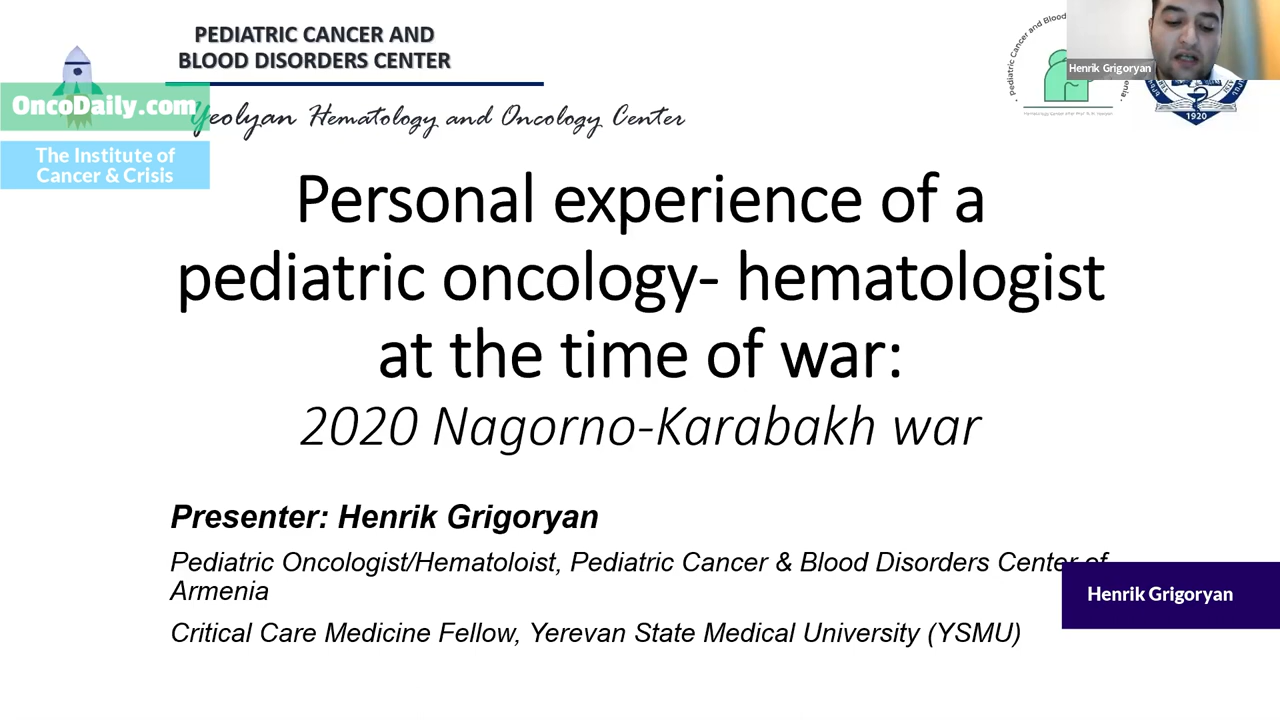 PEDIATRIC CANCER AND
BLOOD DISORDERS CENTER
OncoDaily.com
Yeolyan Hematology and Oncology Center
The Institute of
Cancer & Crisis
Henrik Grigoryan
1920
Personal experience of a
pediatric oncology- hematologist
at the time of war:
2020 Nagorno-Karabakh war
Presenter: Henrik Grigoryan
Pediatric Oncologist/Hematoloist, Pediatric Cancer & Blood Disorders Center of
Armenia
Henrik Grigoryan
Critical Care Medicine Fellow, Yerevan State Medical University (YSMU)